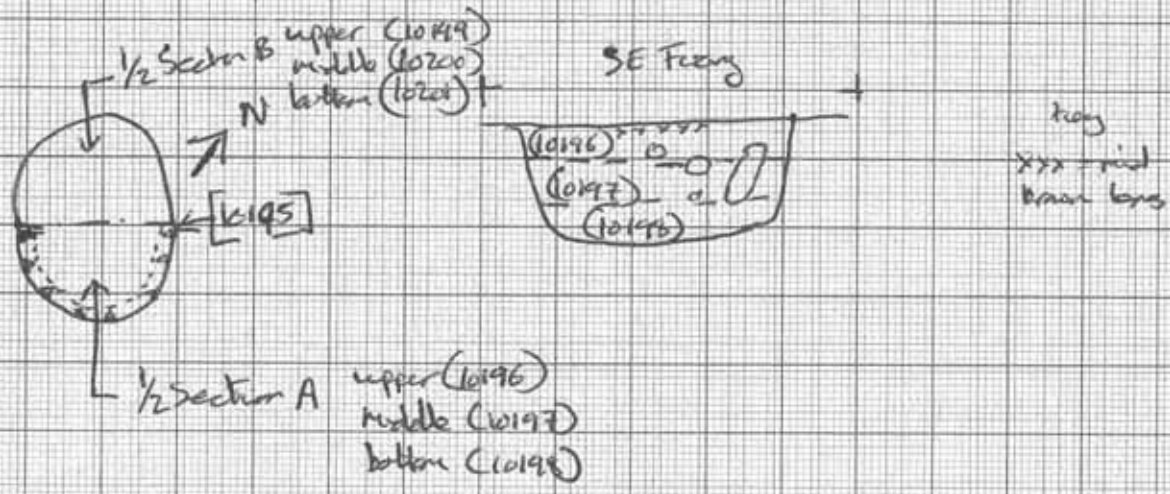 ½ Section B upper (10199)
middle (10200)
bottom (10201)
N
[10195]
½ Section A upper (10196)
middle (10197)
bottom (10198)
SE Facing
(10196)
(10197)
(10198)
Key
xxx = mid
brown